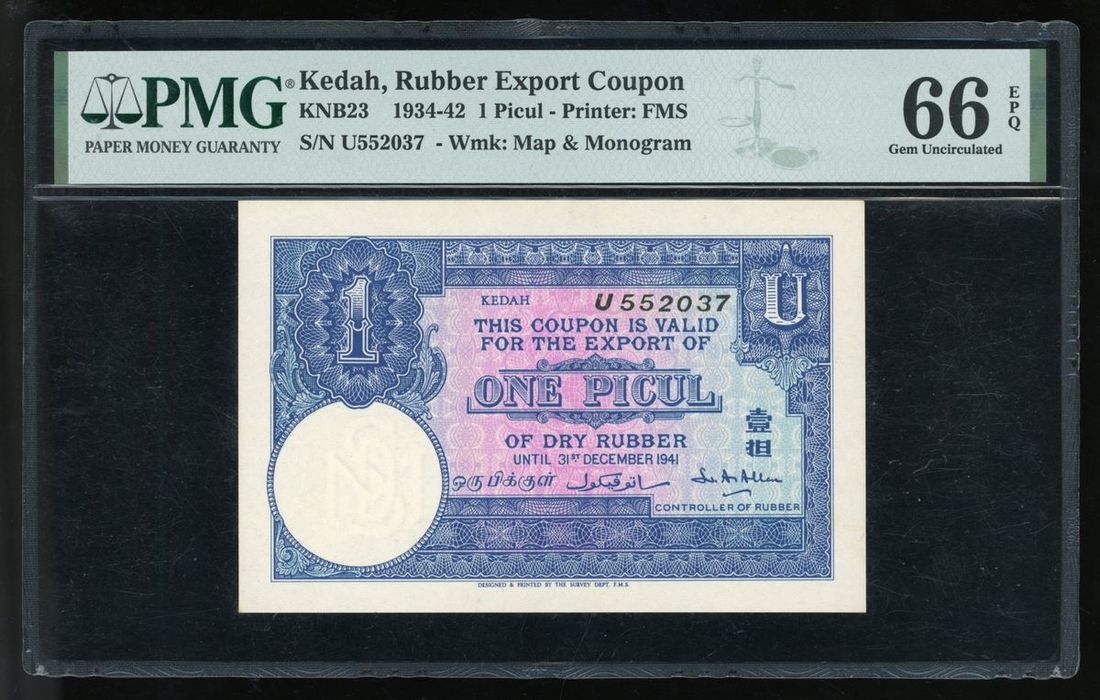 PMG®
PAPER MONEY GUARANTY
Kedah, Rubber Export Coupon
KNB23 1934-42 1 Picul - Printer: FMS
S/N U552037 - Wmk: Map & Monogram
66
EPQ
Gem Uncirculated
1
U
KEDAH U552037
THIS COUPON IS VALID
FOR THE EXPORT OF
ONE PICUL
OF DRY RUBBER
UNTIL 31ST DECEMBER 1941
壹担
ஒரு பிக்குள் ساتو ڤيكول
CONTROLLER OF RUBBER
DESIGNED & PRINTED BY THE SURVEY DEPT. F.M.S.